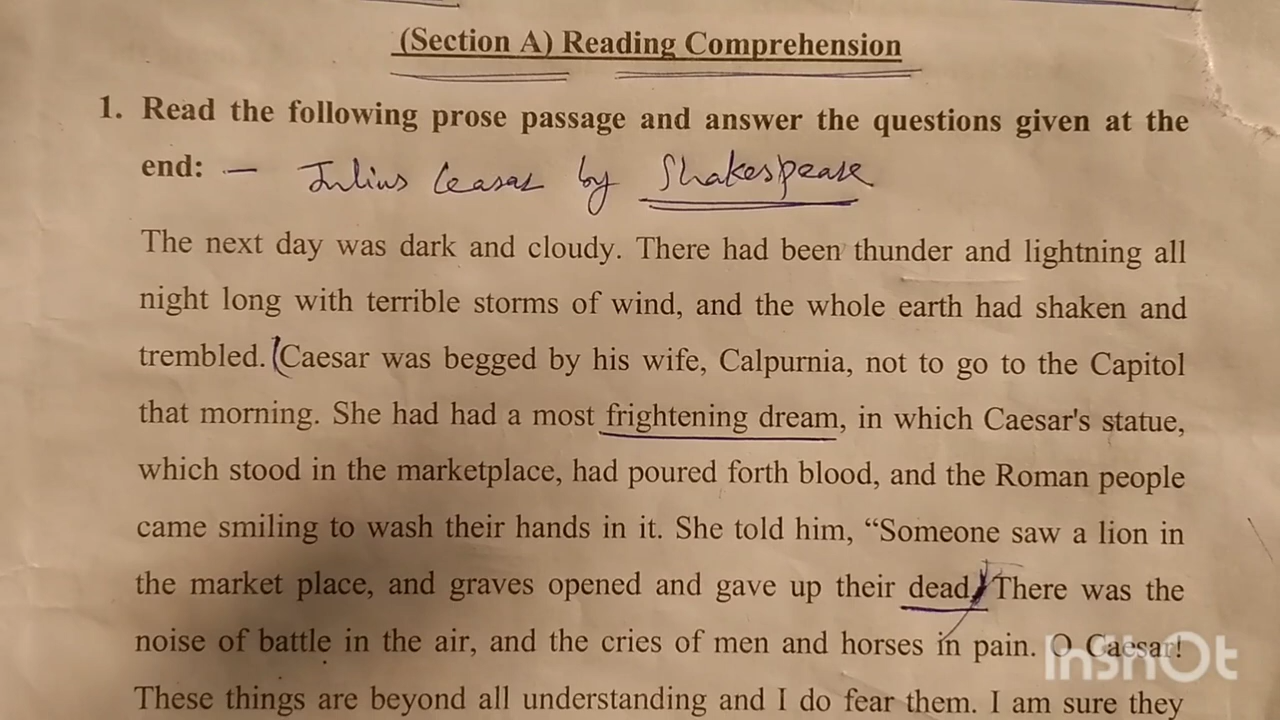 (Section A) Reading Comprehension
1. Read the following prose passage and answer the questions given at the
end: — Julius Ceasar by Shakespeare
The next day was dark and cloudy. There had been thunder and lightning all
night long with terrible storms of wind, and the whole earth had shaken and
trembled. (Caesar was begged by his wife, Calpurnia, not to go to the Capitol
that morning. She had had a most frightening dream, in which Caesar's statue,
which stood in the marketplace, had poured forth blood, and the Roman people
came smiling to wash their hands in it. She told him, “Someone saw a lion in
the market place, and graves opened and gave up their dead. There was the
noise of battle in the air, and the cries of men and horses in pain. O Caesar!
These things are beyond all understanding and I do fear them. I am sure they
InShOt